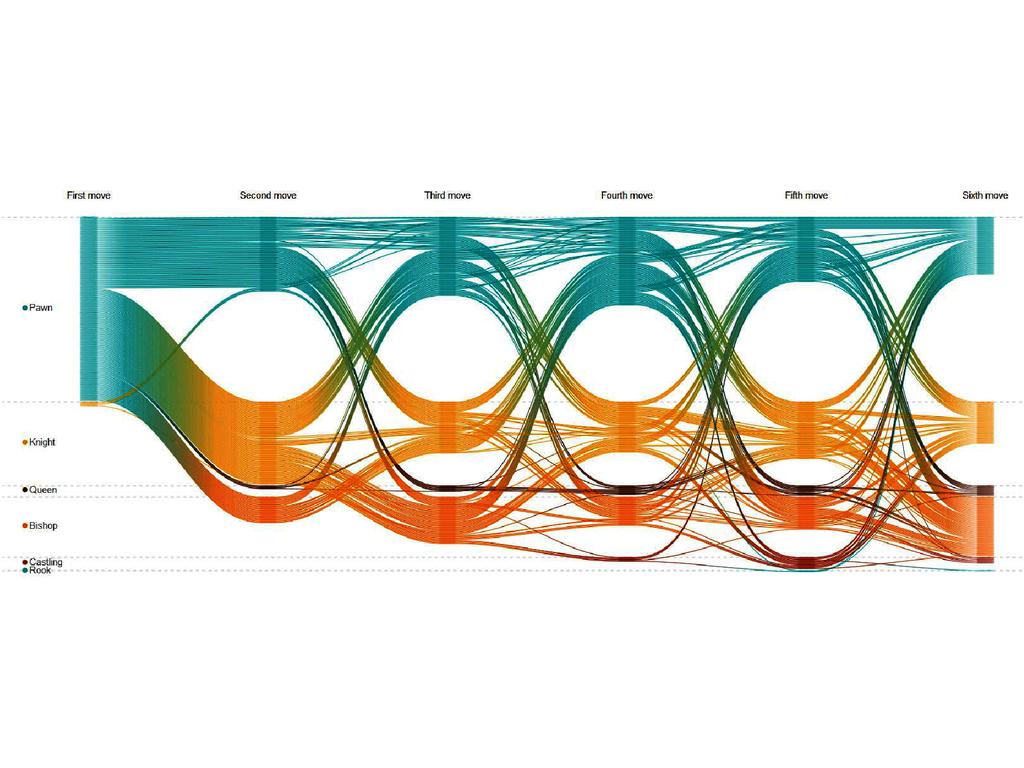 First move
Second move
Third move
Fourth move
Fifth move
Sixth move
Pawn
Knight
Queen
Bishop
Castling
Rook